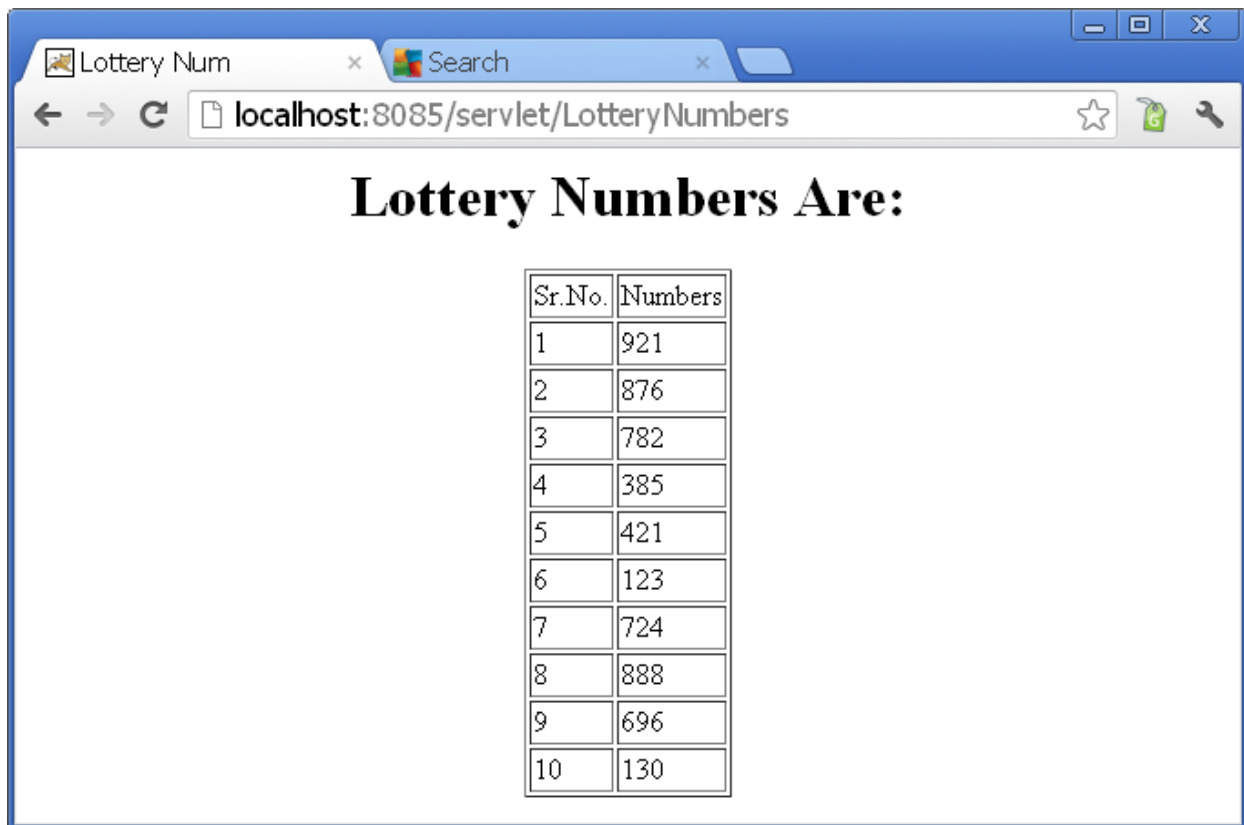 Lottery Num
Search
localhost:8085/servlet/LotteryNumbers
Lottery Numbers Are:
Sr.No. Numbers
1 921
2 876
3 782
4 385
5 421
6 123
7 724
8 888
9 696
10 130